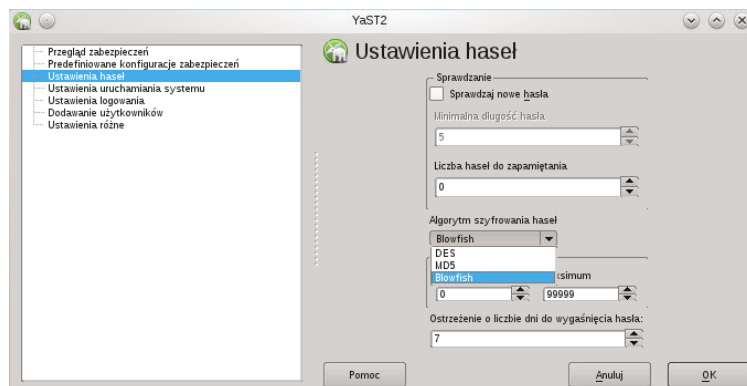 YaST2
Przegląd zabezpieczeń
Predefiniowane konfiguracje zabezpieczeń
Ustawienia haseł
Ustawienia uruchamiania systemu
Ustawienia logowania
Dodawanie użytkowników
Ustawienia różne
Ustawienia haseł
Sprawdzanie
Sprawdzaj nowe hasła
Minimalna długość hasła
5
Liczba haseł do zapamiętania
0
Algorytm szyfrowania haseł
Blowfish
DES
MD5
Blowfish
ksimum
0 99999
Ostrzeżenie o liczbie dni do wygaśnięcia hasła:
7
Pomoc Anuluj OK